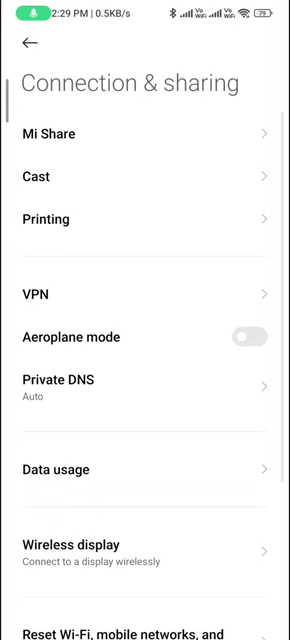 2:29 PM | 0.5KB/s Vo WiFi Vo WiFi 79
Connection & sharing
Mi Share
Cast
Printing
VPN
Aeroplane mode
Private DNS
Auto
Data usage
Wireless display
Connect to a display wirelessly
Reset Wi-Fi, mobile networks, and